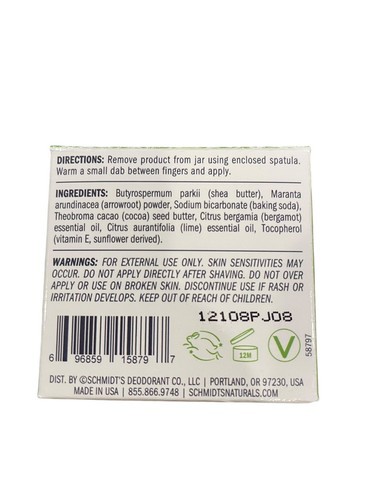 DIRECTIONS: Remove product from jar using enclosed spatula.
Warm a small dab between fingers and apply.
INGREDIENTS: Butyrospermum parkii (shea butter), Maranta
arundinacea (arrowroot) powder, Sodium bicarbonate (baking soda),
Theobroma cacao (cocoa) seed butter, Citrus bergamia (bergamot)
essential oil, Citrus aurantifolia (lime) essential oil, Tocopherol
(vitamin E, sunflower derived).
WARNINGS: FOR EXTERNAL USE ONLY. SKIN SENSITIVITIES MAY
OCCUR. DO NOT APPLY DIRECTLY AFTER SHAVING. DO NOT OVER
APPLY OR USE ON BROKEN SKIN. DISCONTINUE USE IF RASH OR
IRRITATION DEVELOPS. KEEP OUT OF REACH OF CHILDREN.
12108PJ08
12M
V
58797
6 96859 15879 7
DIST. BY ©SCHMIDT'S DEODORANT CO., LLC | PORTLAND, OR 97230, USA
MADE IN USA | 855.866.9748 | SCHMIDTSNATURALS.COM